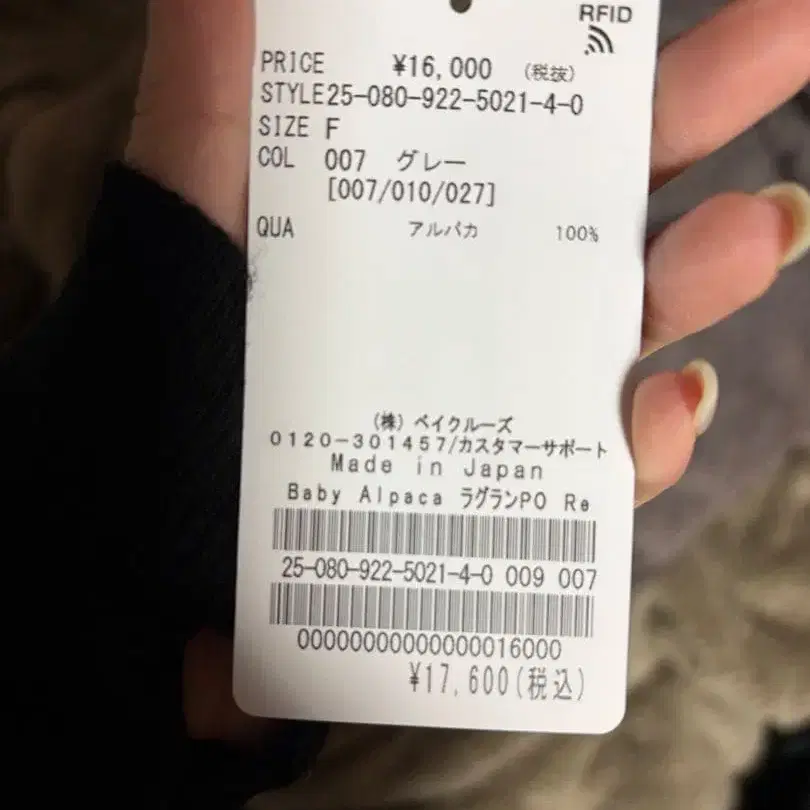 RFID
PRICE ¥16,000 (税抜)
STYLE25-080-922-5021-4-0
SIZE F
COL 007 グレー
[007/010/027]
QUA アルパカ 100%
(株) ベイクルーズ
0120-301457/カスタマーサポート
Made in Japan
Baby Alpaca ラグランPO Re
25-080-922-5021-4-0 009 007
00000000000000016000
¥17,600(税込)